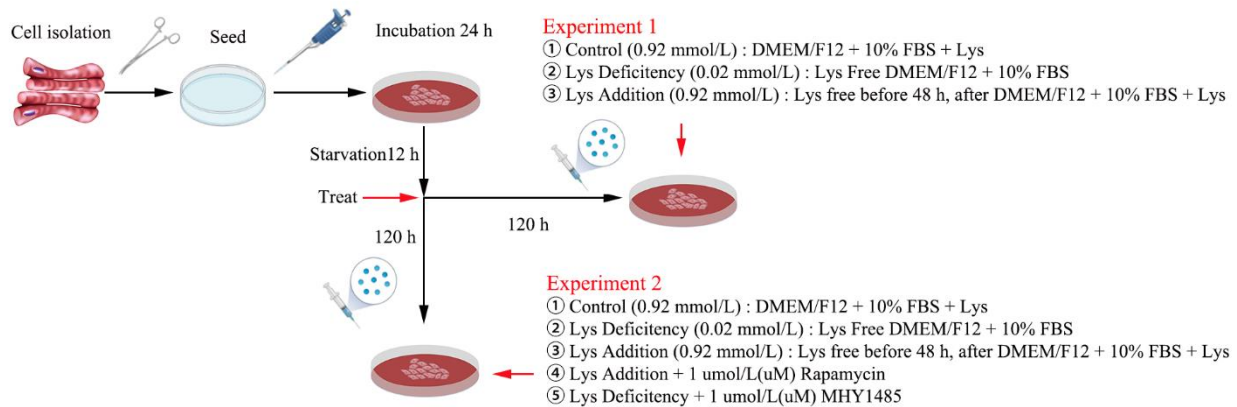 Cell isolation
Seed
Incubation 24 h
Starvation12 h
Treat
120 h
120 h
Experiment 1
① Control (0.92 mmol/L) : DMEM/F12 + 10% FBS + Lys
② Lys Deficitency (0.02 mmol/L) : Lys Free DMEM/F12 + 10% FBS
③ Lys Addition (0.92 mmol/L) : Lys free before 48 h, after DMEM/F12 + 10% FBS + Lys
Experiment 2
① Control (0.92 mmol/L) : DMEM/F12 + 10% FBS + Lys
② Lys Deficitency (0.02 mmol/L) : Lys Free DMEM/F12 + 10% FBS
③ Lys Addition (0.92 mmol/L) : Lys free before 48 h, after DMEM/F12 + 10% FBS + Lys
④ Lys Addition + 1 umol/L(uM) Rapamycin
⑤ Lys Deficitency + 1 umol/L(uM) MHY1485